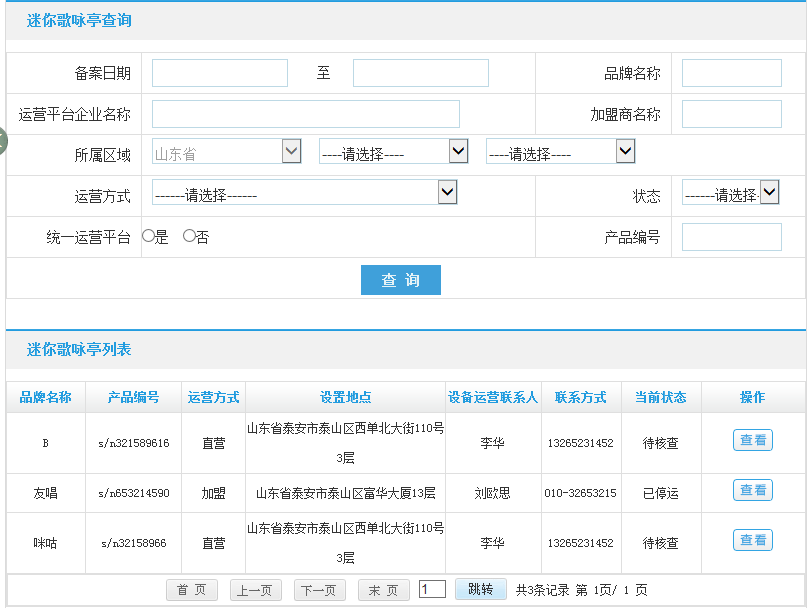 迷你歌咏亭查询
备案日期 至 品牌名称
运营平台企业名称 加盟商名称
所属区域 山东省 ----请选择---- ----请选择----
运营方式 ------请选择------ 状态 ------请选择-
统一运营平台 是 否 产品编号
查 询
迷你歌咏亭列表
品牌名称 产品编号 运营方式 设置地点 设备运营联系人 联系方式 当前状态 操作
B s/n321589616 直营 山东省泰安市泰山区西单北大街110号
3层 李华 13265231452 待核查 查看
友唱 s/n653214590 加盟 山东省泰安市泰山区富华大厦13层 刘欧思 010-32653215 已停运 查看
咪咕 s/n32158966 直营 山东省泰安市泰山区西单北大街110号
3层 李华 13265231452 待核查 查看
首 页 上一页 下一页 末 页 1 跳转 共3条记录 第 1页/ 1 页